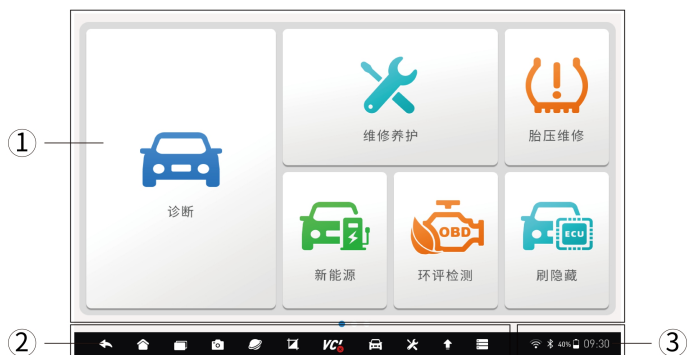 ①
诊断
维修养护
胎压维修
新能源
OBD
环评检测
ECU
刷隐藏
②
VCI
40%
09:30
③